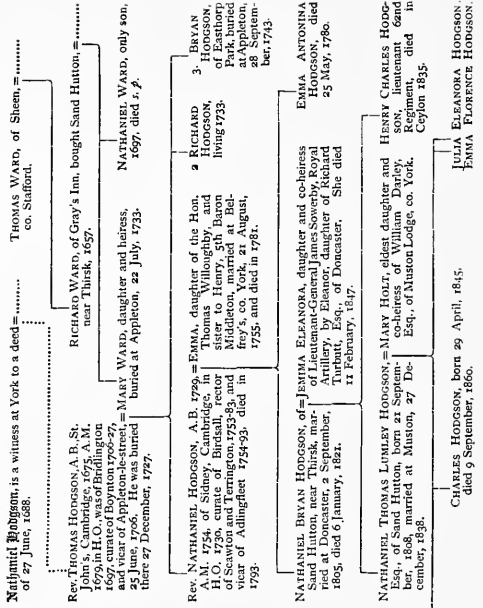 Nathaniel Hodgson, is a witness at York to a deed=
of 27 June, 1688.
THOMAS WARD, of Sheen,=
co. Stafford.
RICHARD WARD, of Gray's Inn, bought Sand Hutton,=
near Thirsk, 1657.
Rev. THOMAS HODGSON, A.B. St.
John's, Cambridge, 1675, A.M.
1679, in H.O. was of Bridlington
1697, curate of Boynton 1706-27,
and vicar of Appleton-le-street,
25 June, 1706. He was buried
there 27 December, 1727.
=MARY WARD, daughter and heiress,
buried at Appleton, 22 July, 1733.
NATHANIEL WARD, only son,
1697, died s. p.
Rev. NATHANIEL HODGSON, A.B. 1729,
A.M. 1754, of Sidney, Cambridge, in
H.O. 1730, curate of Birdsall, rector
of Scawton and Terrington, 1753-83, and
vicar of Adlingfleet 1754-93, died in
1793.
=EMMA, daughter of the Hon.
Thomas Willoughby, and
sister to Henry, 5th Baron
Middleton, married at Bel-
frey's, co. York, 21 August,
1755, and died in 1781.
2 RICHARD
HODGSON,
living 1733.
3. BRYAN
HODGSON,
of Easthorp
Park, buried
at Appleton,
28 Septem-
ber, 1743.
NATHANIEL BRYAN HODGSON, of
Sand Hutton, near Thirsk, mar-
ried at Doncaster, 2 September,
1805, died 6 January, 1821.
=JEMIMA ELEANORA, daughter and co-heiress
of Lieutenant-General James Sowerby, Royal
Artillery, by Eleanor, daughter of Richard
Turbutt, Esq., of Doncaster. She died
11 February, 1847.
EMMA ANTONINA
HODGSON, died
25 May, 1780.
NATHANIEL THOMAS LUMLEY HODGSON,
Esq., of Sand Hutton, born 21 Septem-
ber, 1808, married at Muston, 27 De-
cember, 1838.
=MARY HOLT, eldest daughter and
co-heiress of William Darley,
Esq., of Muston Lodge, co. York.
HENRY CHARLES HODG-
SON, lieutenant 62nd
Regiment, died in
Ceylon 1835.
CHARLES HODGSON, born 29 April, 1845.
died 9 September, 1860.
JULIA ELEANORA HODGSON.
EMMA FLORENCE HODGSON.